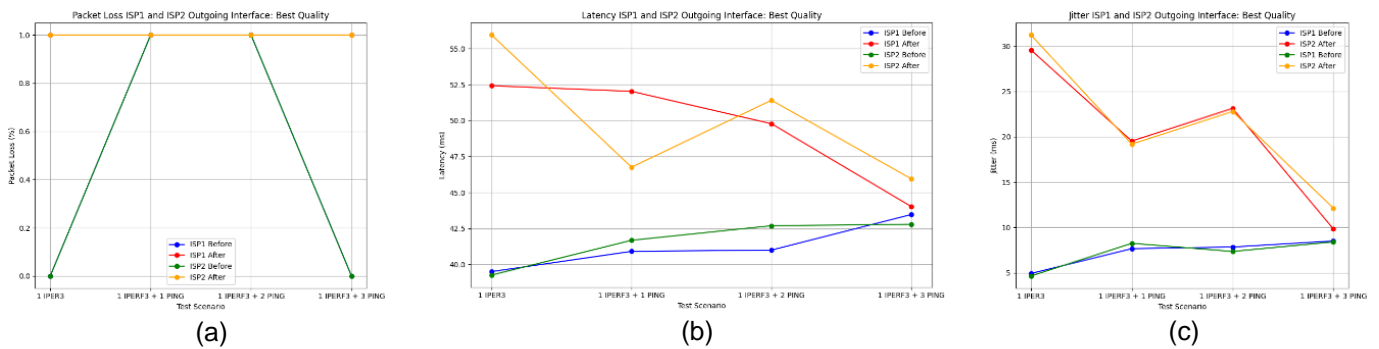 Packet Loss ISP1 and ISP2 Outgoing Interface: Best Quality
1.0
0.8
0.6
0.4
0.2
0.0
Packet Loss (%)
ISP1 Before
ISP1 After
ISP2 Before
ISP2 After
1 IPER3
1 IPERF3 + 1 PING
1 IPERF3 + 2 PING
1 IPERF3 + 3 PING
Test Scenario
(a)
Latency ISP1 and ISP2 Outgoing Interface: Best Quality
55.0
52.5
50.0
47.5
45.0
42.5
40.0
Latency (ms)
ISP1 Before
ISP1 After
ISP2 Before
ISP2 After
1 IPER3
1 IPERF3 + 1 PING
1 IPERF3 + 2 PING
1 IPERF3 + 3 PING
Test Scenario
(b)
Jitter ISP1 and ISP2 Outgoing Interface: Best Quality
30
25
20
15
10
5
Jitter (ms)
ISP1 Before
ISP2 After
ISP1 Before
ISP2 After
1 IPER3
1 IPERF3 + 1 PING
1 IPERF3 + 2 PING
1 IPERF3 + 3 PING
Test Scenario
(c)